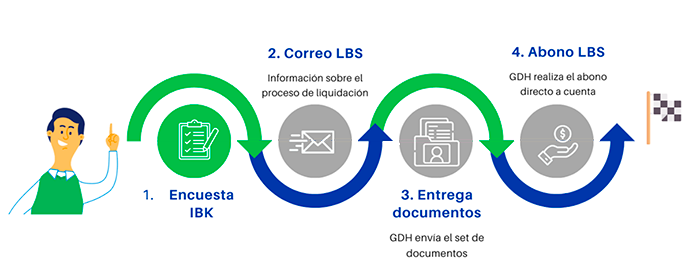 1. Encuesta
IBK
2. Correo LBS
Información sobre el
proceso de liquidación
3. Entrega
documentos
GDH envia el set de
documentos
4. Abono LBS
GDH realiza el abono
directo a cuenta
$